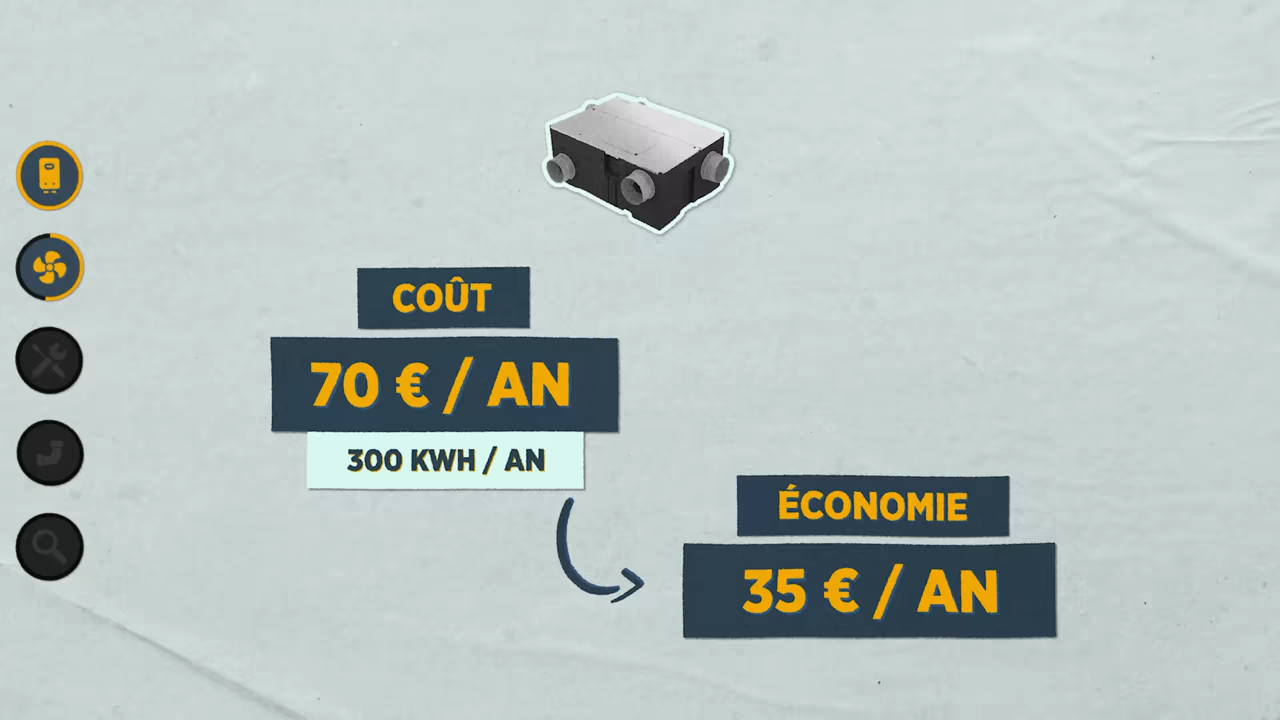 COÛT
70 € / AN
300 KWH / AN
ÉCONOMIE
35 € / AN